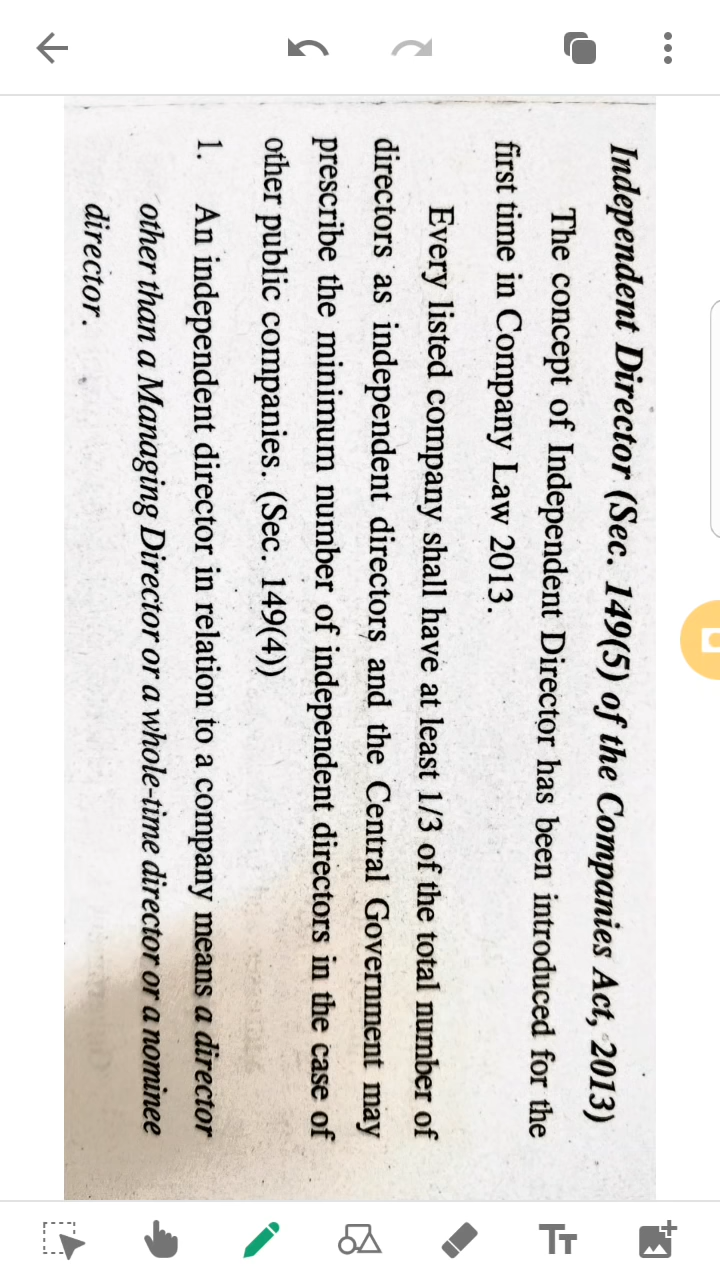 Independent Director (Sec. 149(5) of the Companies Act, 2013)
The concept of Independent Director has been introduced for the
first time in Company Law 2013.
Every listed company shall have at least 1/3 of the total number of
directors as independent directors and the Central Government may
prescribe the minimum number of independent directors in the case of
other public companies. (Sec. 149(4))
1. An independent director in relation to a company means a director
other than a Managing Director or a whole-time director or a nominee
director.
TT